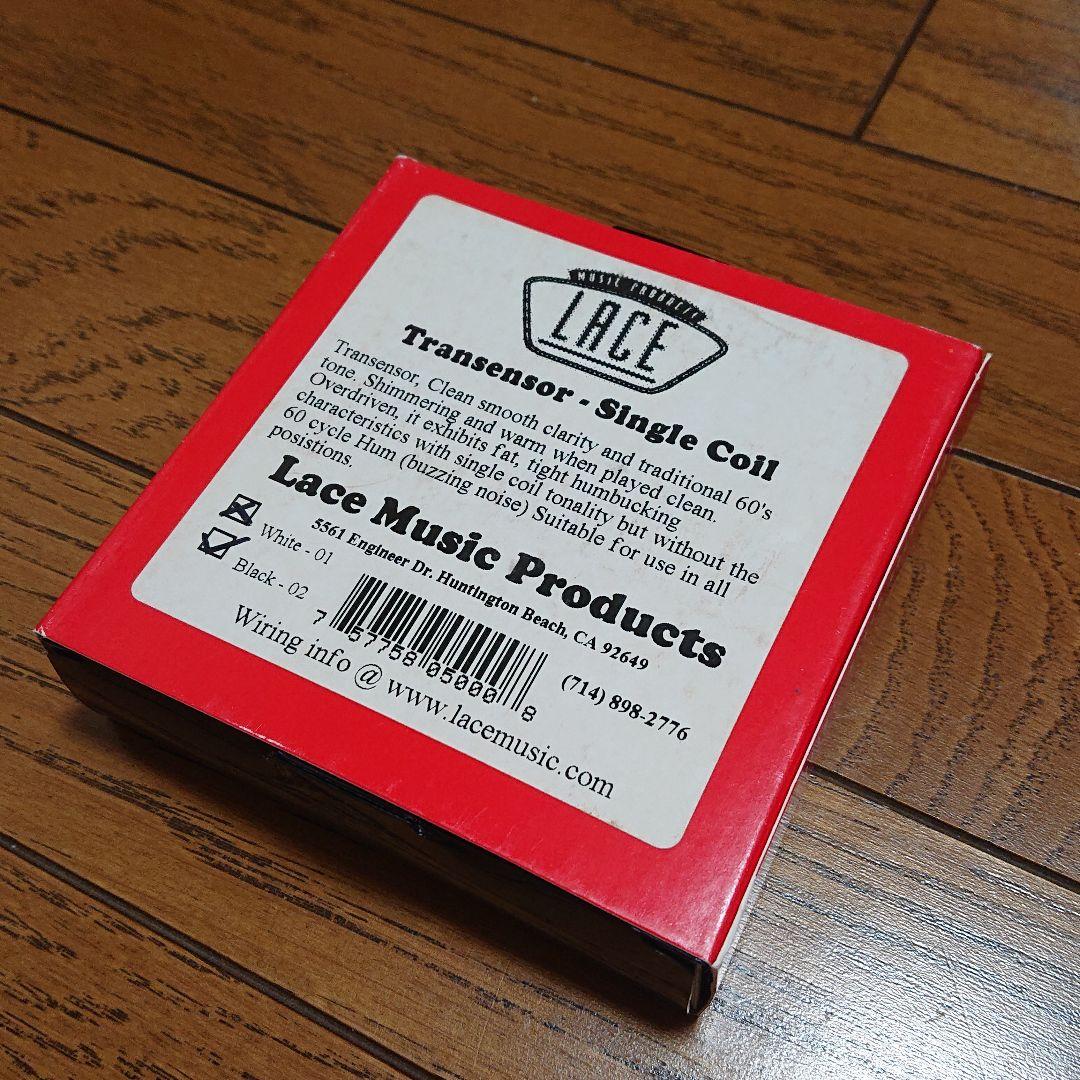 MUSIC PRODUCTS
LACE
Transensor - Single Coil
Transensor, Clean smooth clarity and traditional 60's
tone. Shimmering and warm when played clean.
Overdriven, it exhibits fat, tight humbucking
characteristics with single coil tonality but without the
60 cycle Hum (buzzing noise) Suitable for use in all
posistions.
Lace Music Products
5561 Engineer Dr. Huntington Beach, CA 92649
(714) 898-2776
White - 01
Black - 02
7 57758 05000 8
Wiring info @ www.lacemusic.com